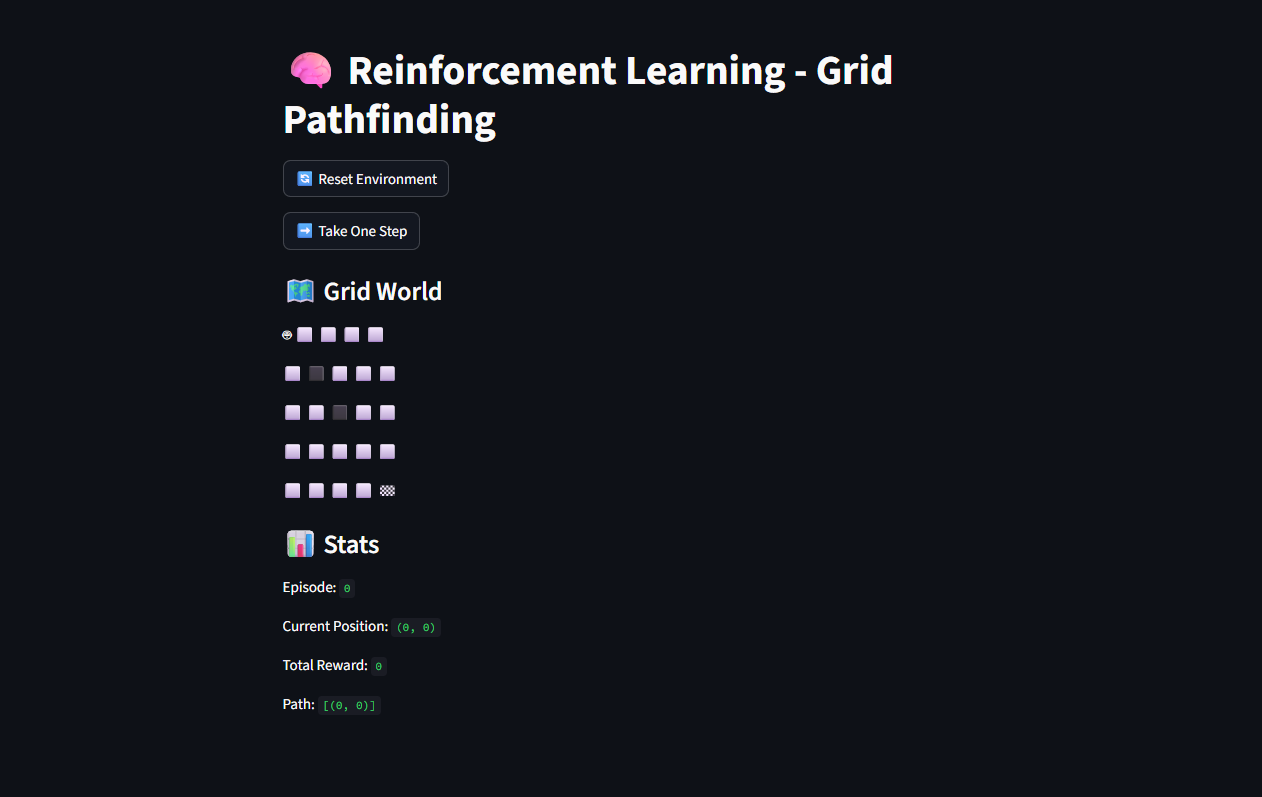 Reinforcement Learning - Grid
Pathfinding
Reset Environment
Take One Step
Grid World
Stats
Episode: 0
Current Position: (0, 0)
Total Reward: 0
Path: [(0, 0)]